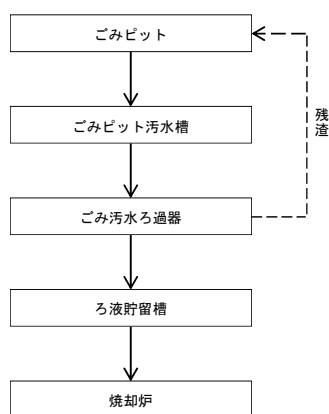 ごみピット
ごみピット汚水槽
残渣
ごみ汚水ろ過器
ろ液貯留槽
焼却炉